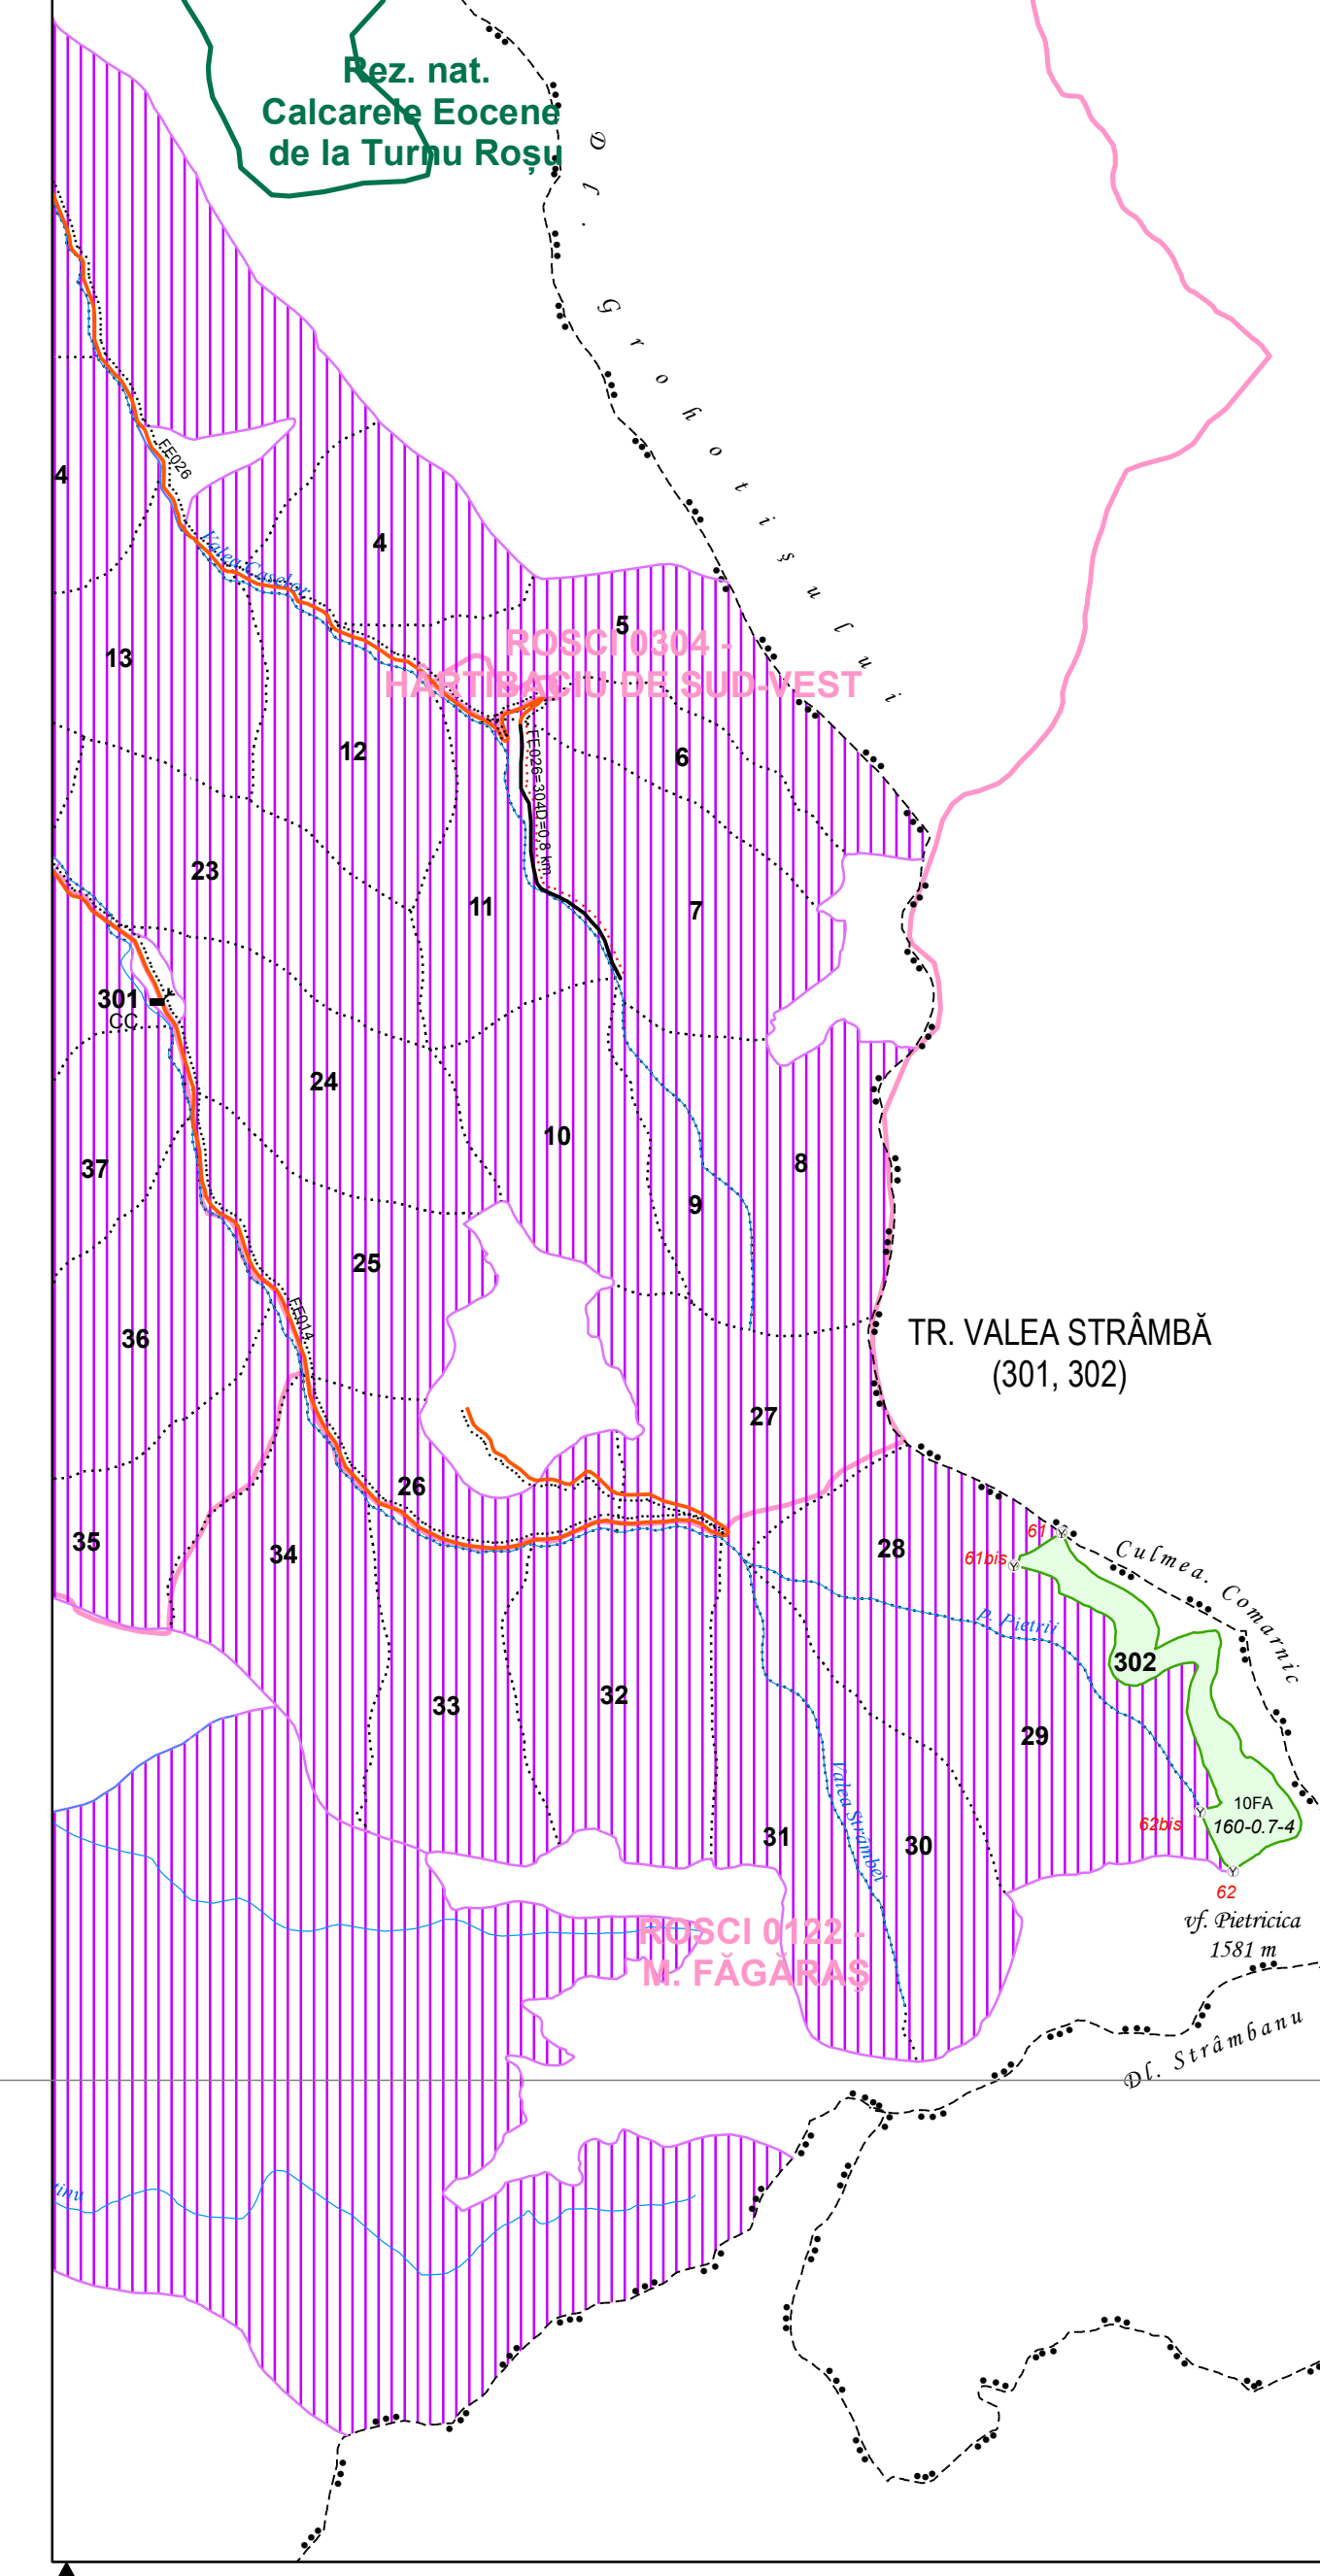 Rez. nat.
Calcarele Eocene
de la Turnu Roșu
Dl. Grohotișului
4
FE026
Valea Caselor
4
5
13
ROSCI 0304 -
HARTIBACIU DE SUD-VEST
12
6
FE026=304D=0,8 km
23
11
7
301
CC
24
10
8
37
9
25
FE014
36
TR. VALEA STRÂMBĂ
(301, 302)
27
26
35
34
28
61
61bis
Culmea. Comarnic
p. Pietrii
302
33
32
29
10FA
160-0.7-4
62bis
Valea Strâmbei
31
30
62
ROSCI 0122 -
M. FĂGĂRAȘ
vf. Pietricica
1581 m
Dl. Strâmbanu
tinu